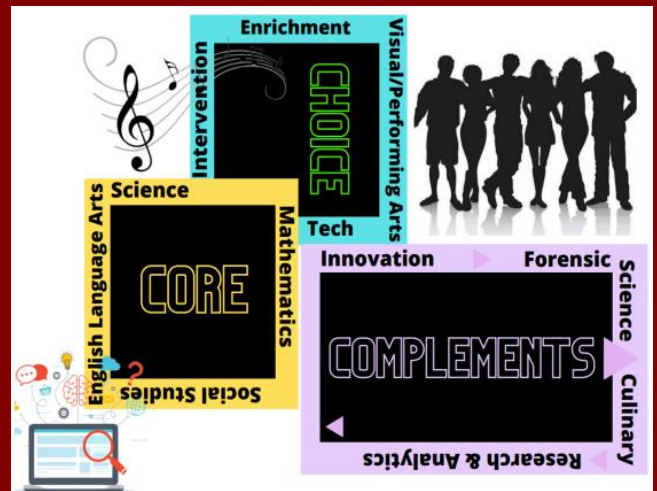 Enrichment
Intervention
CHOICE
Visual/Performing Arts
Tech
Science
English Language Arts
CORE
Mathematics
Social Studies
Innovation
Forensic
Science
COMPLEMENTS
Culinary
Research & Analytics